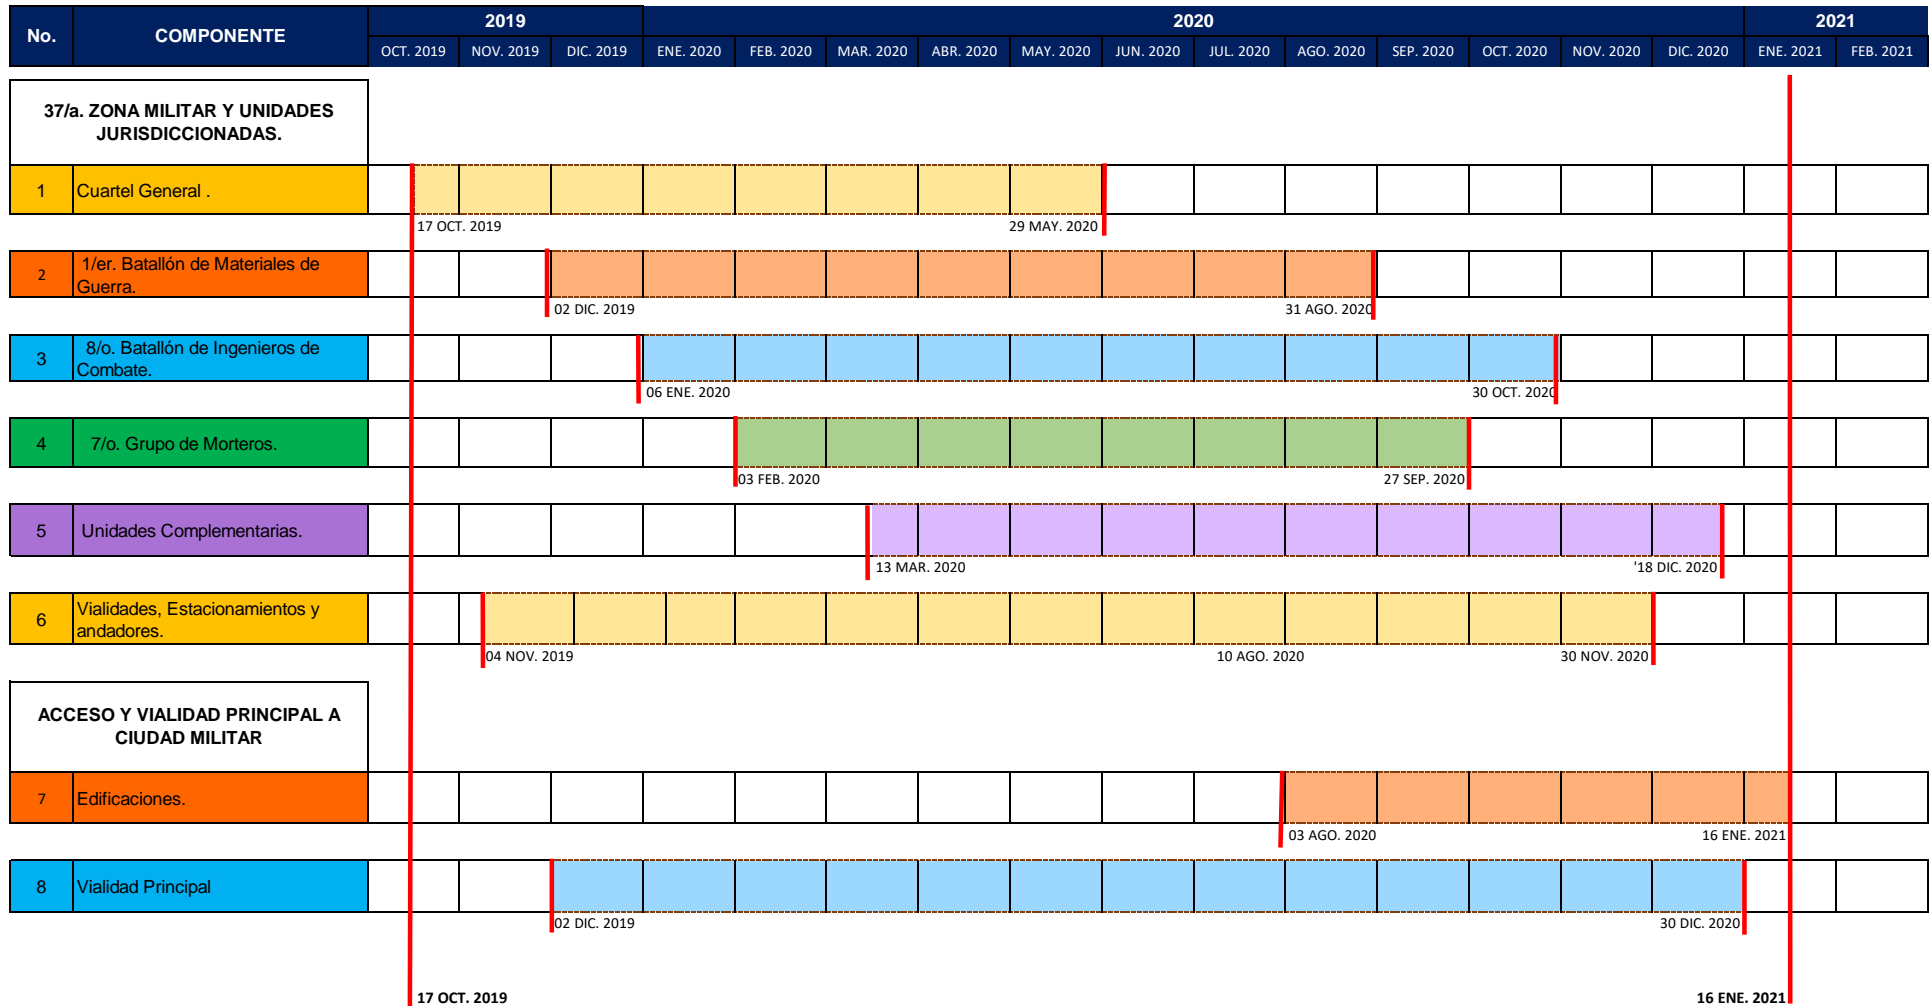 No.
COMPONENTE
2019
2020
2021
OCT. 2019
NOV. 2019
DIC. 2019
ENE. 2020
FEB. 2020
MAR. 2020
ABR. 2020
MAY. 2020
JUN. 2020
JUL. 2020
AGO. 2020
SEP. 2020
OCT. 2020
NOV. 2020
DIC. 2020
ENE. 2021
FEB. 2021
37/a. ZONA MILITAR Y UNIDADES
JURISDICCIONADAS.
1
Cuartel General .
17 OCT. 2019
29 MAY. 2020
2
1/er. Batallón de Materiales de
Guerra.
02 DIC. 2019
31 AGO. 2020
3
8/o. Batallón de Ingenieros de
Combate.
06 ENE. 2020
30 OCT. 2020
4
7/o. Grupo de Morteros.
03 FEB. 2020
27 SEP. 2020
5
Unidades Complementarias.
13 MAR. 2020
'18 DIC. 2020
6
Vialidades, Estacionamientos y
andadores.
04 NOV. 2019
10 AGO. 2020
30 NOV. 2020
ACCESO Y VIALIDAD PRINCIPAL A
CIUDAD MILITAR
7
Edificaciones.
03 AGO. 2020
16 ENE. 2021
8
Vialidad Principal
02 DIC. 2019
30 DIC. 2020
17 OCT. 2019
16 ENE. 2021